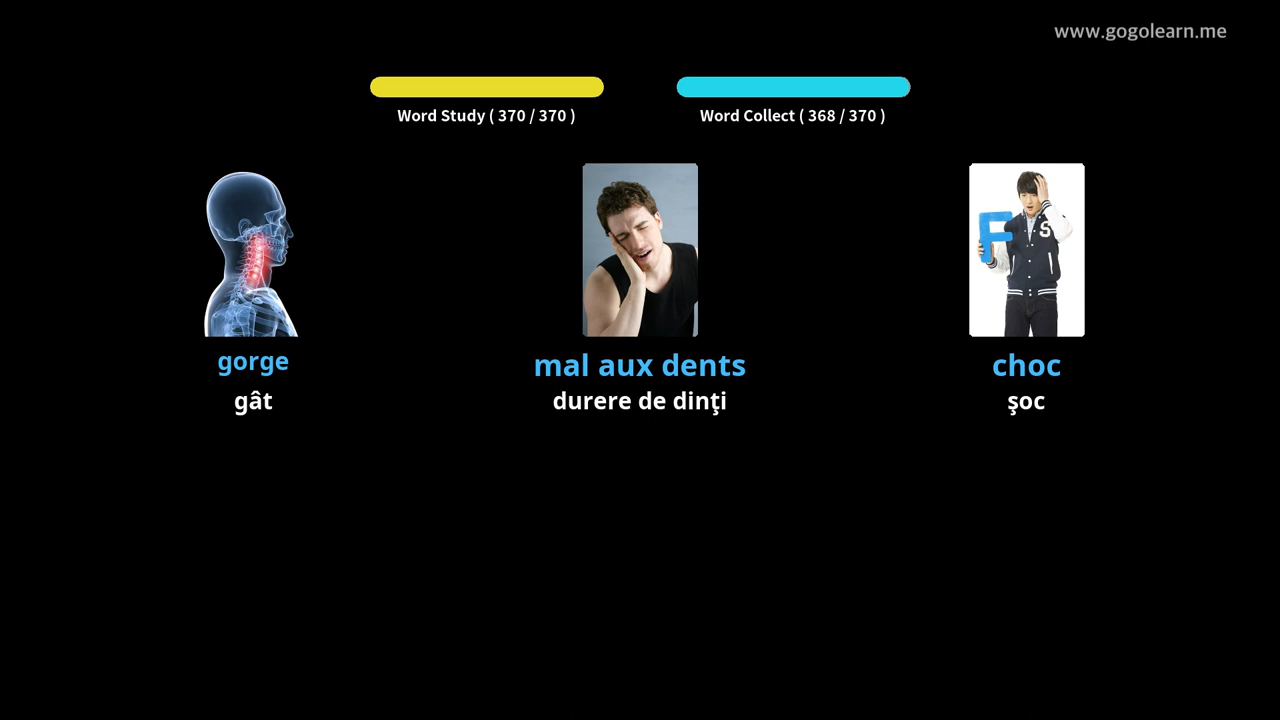 www.gogolearn.me
Word Study ( 370 / 370 )
Word Collect ( 368 / 370 )
F
S
gorge
mal aux dents
choc
gât
durere de dinţi
şoc